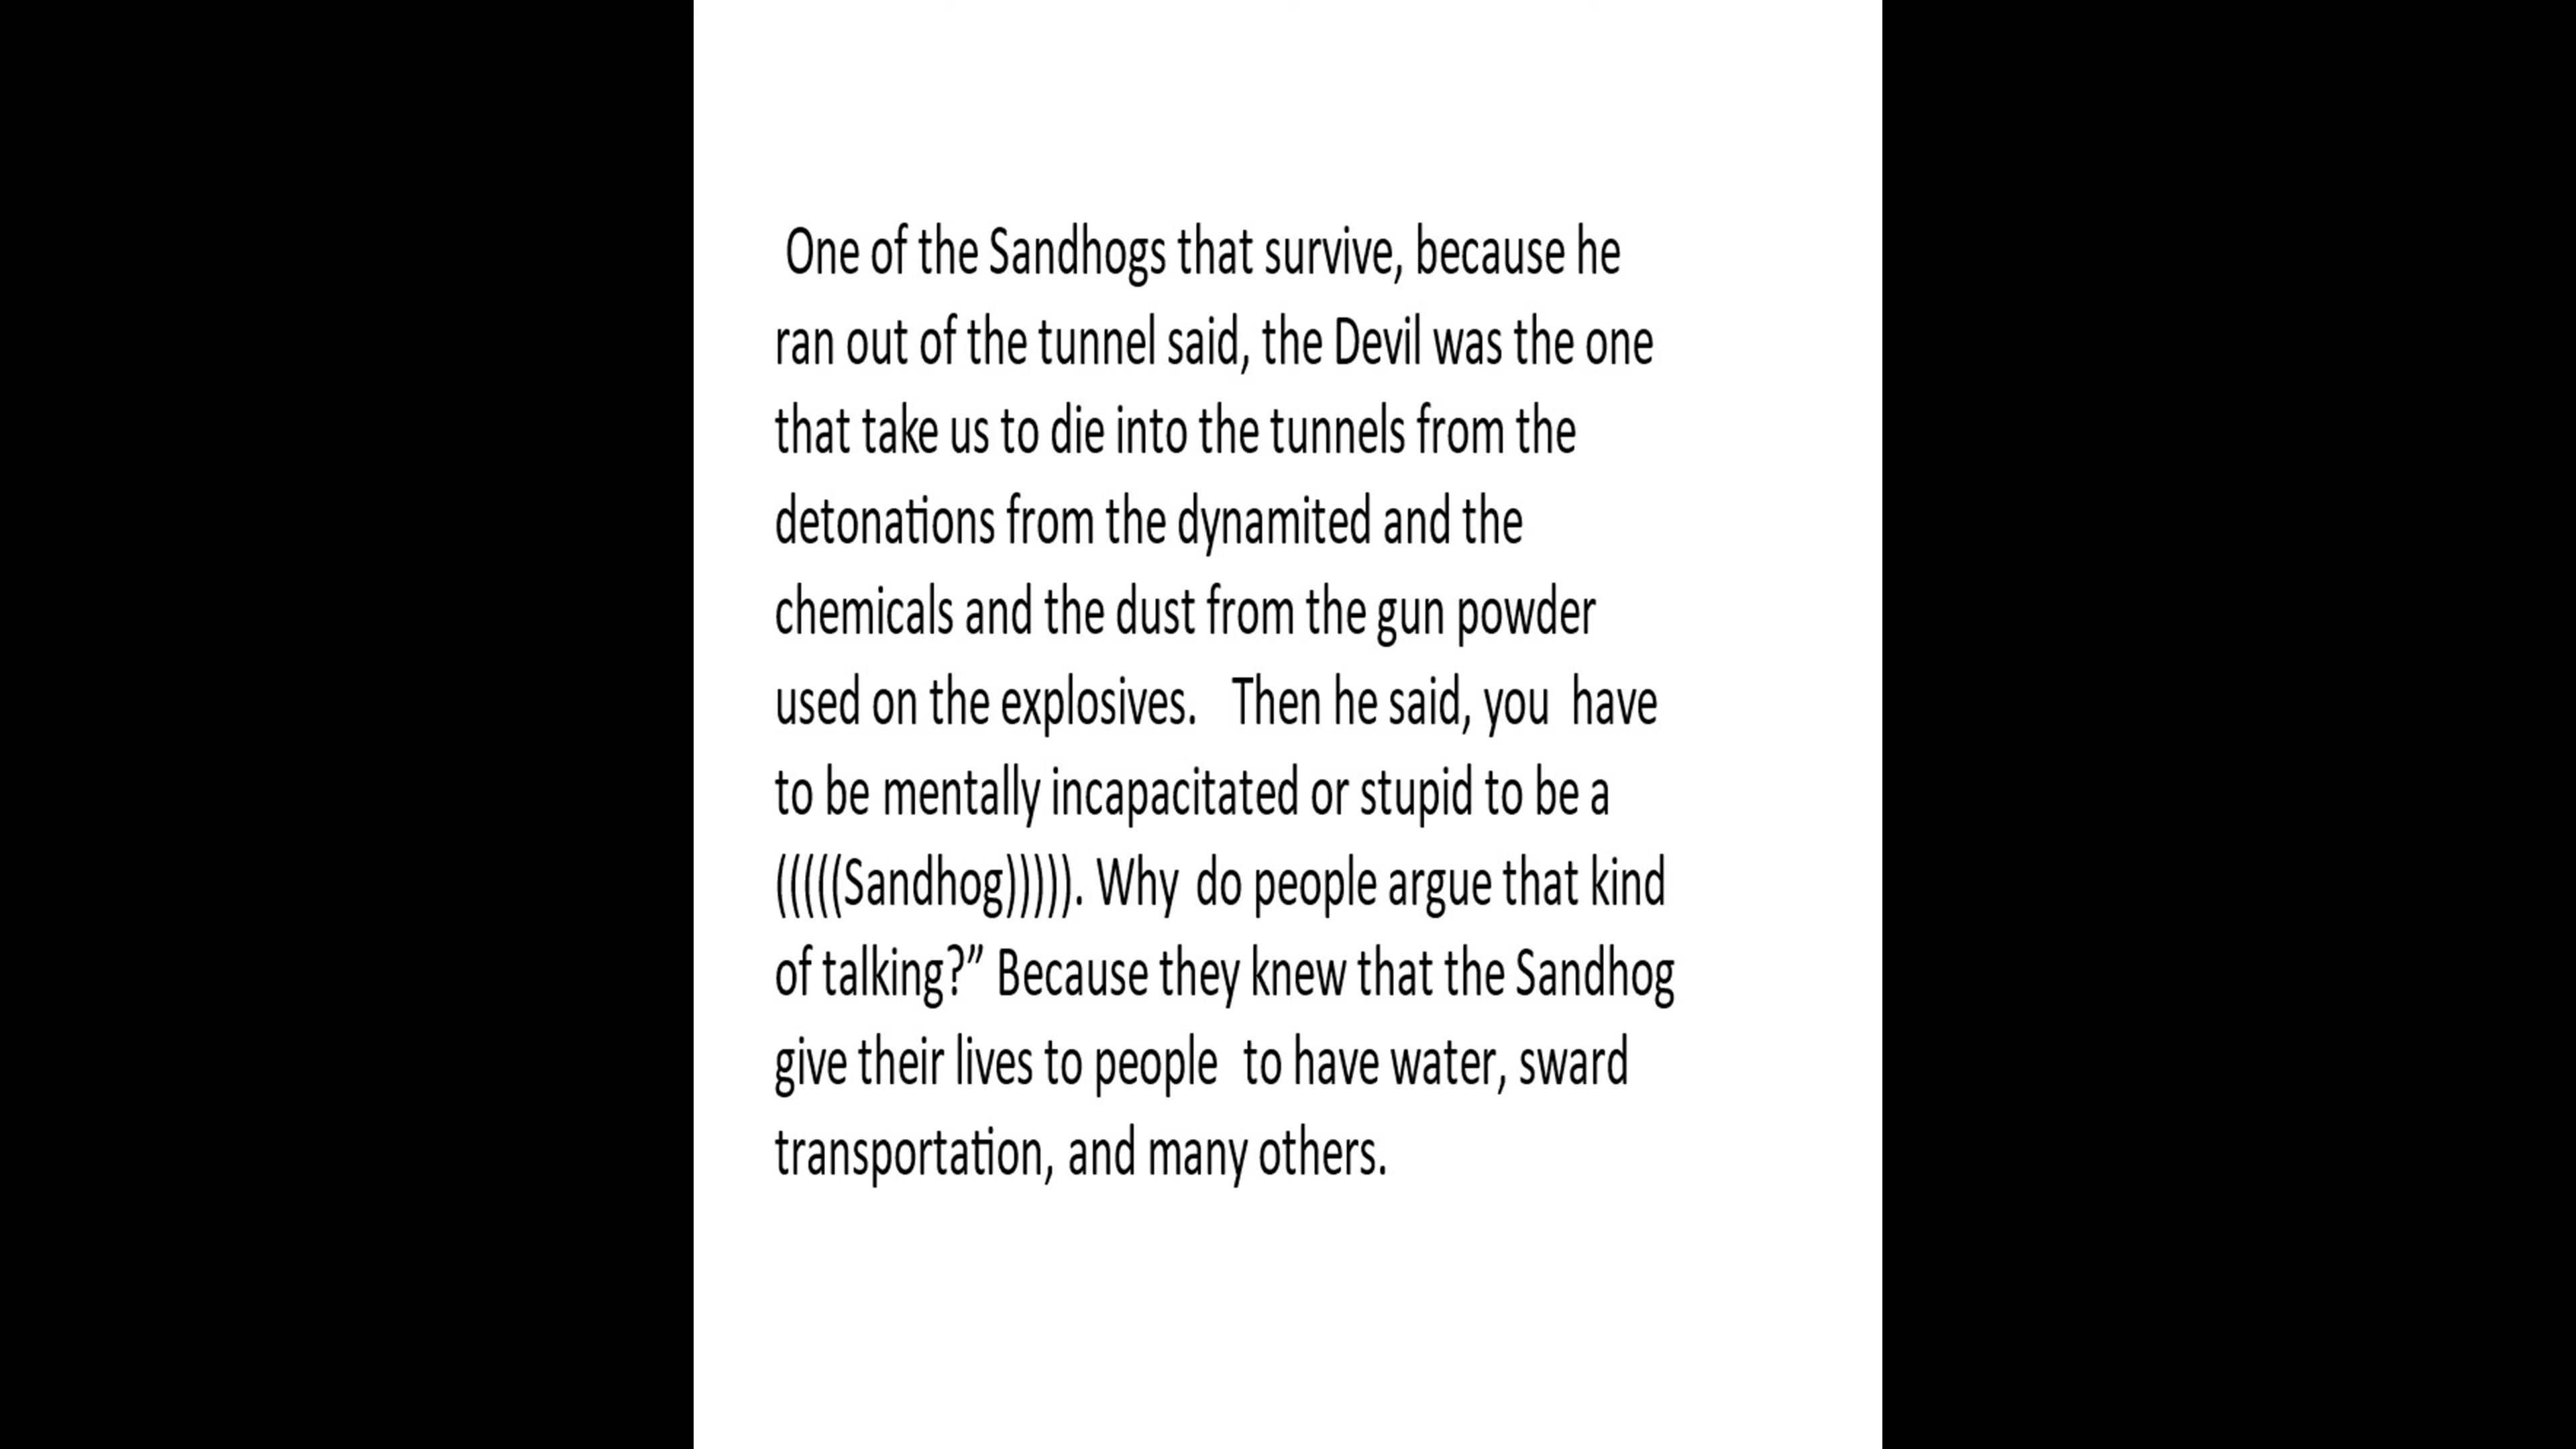 One of the Sandhogs that survive, because he
ran out of the tunnel said, the Devil was the one
that take us to die into the tunnels from the
detonations from the dynamited and the
chemicals and the dust from the gun powder
used on the explosives.   Then he said, you  have
to be mentally incapacitated or stupid to be a
(((((Sandhog))))). Why do people argue that kind
of talking?” Because they knew that the Sandhog
give their lives to people  to have water, sward
transportation, and many others.